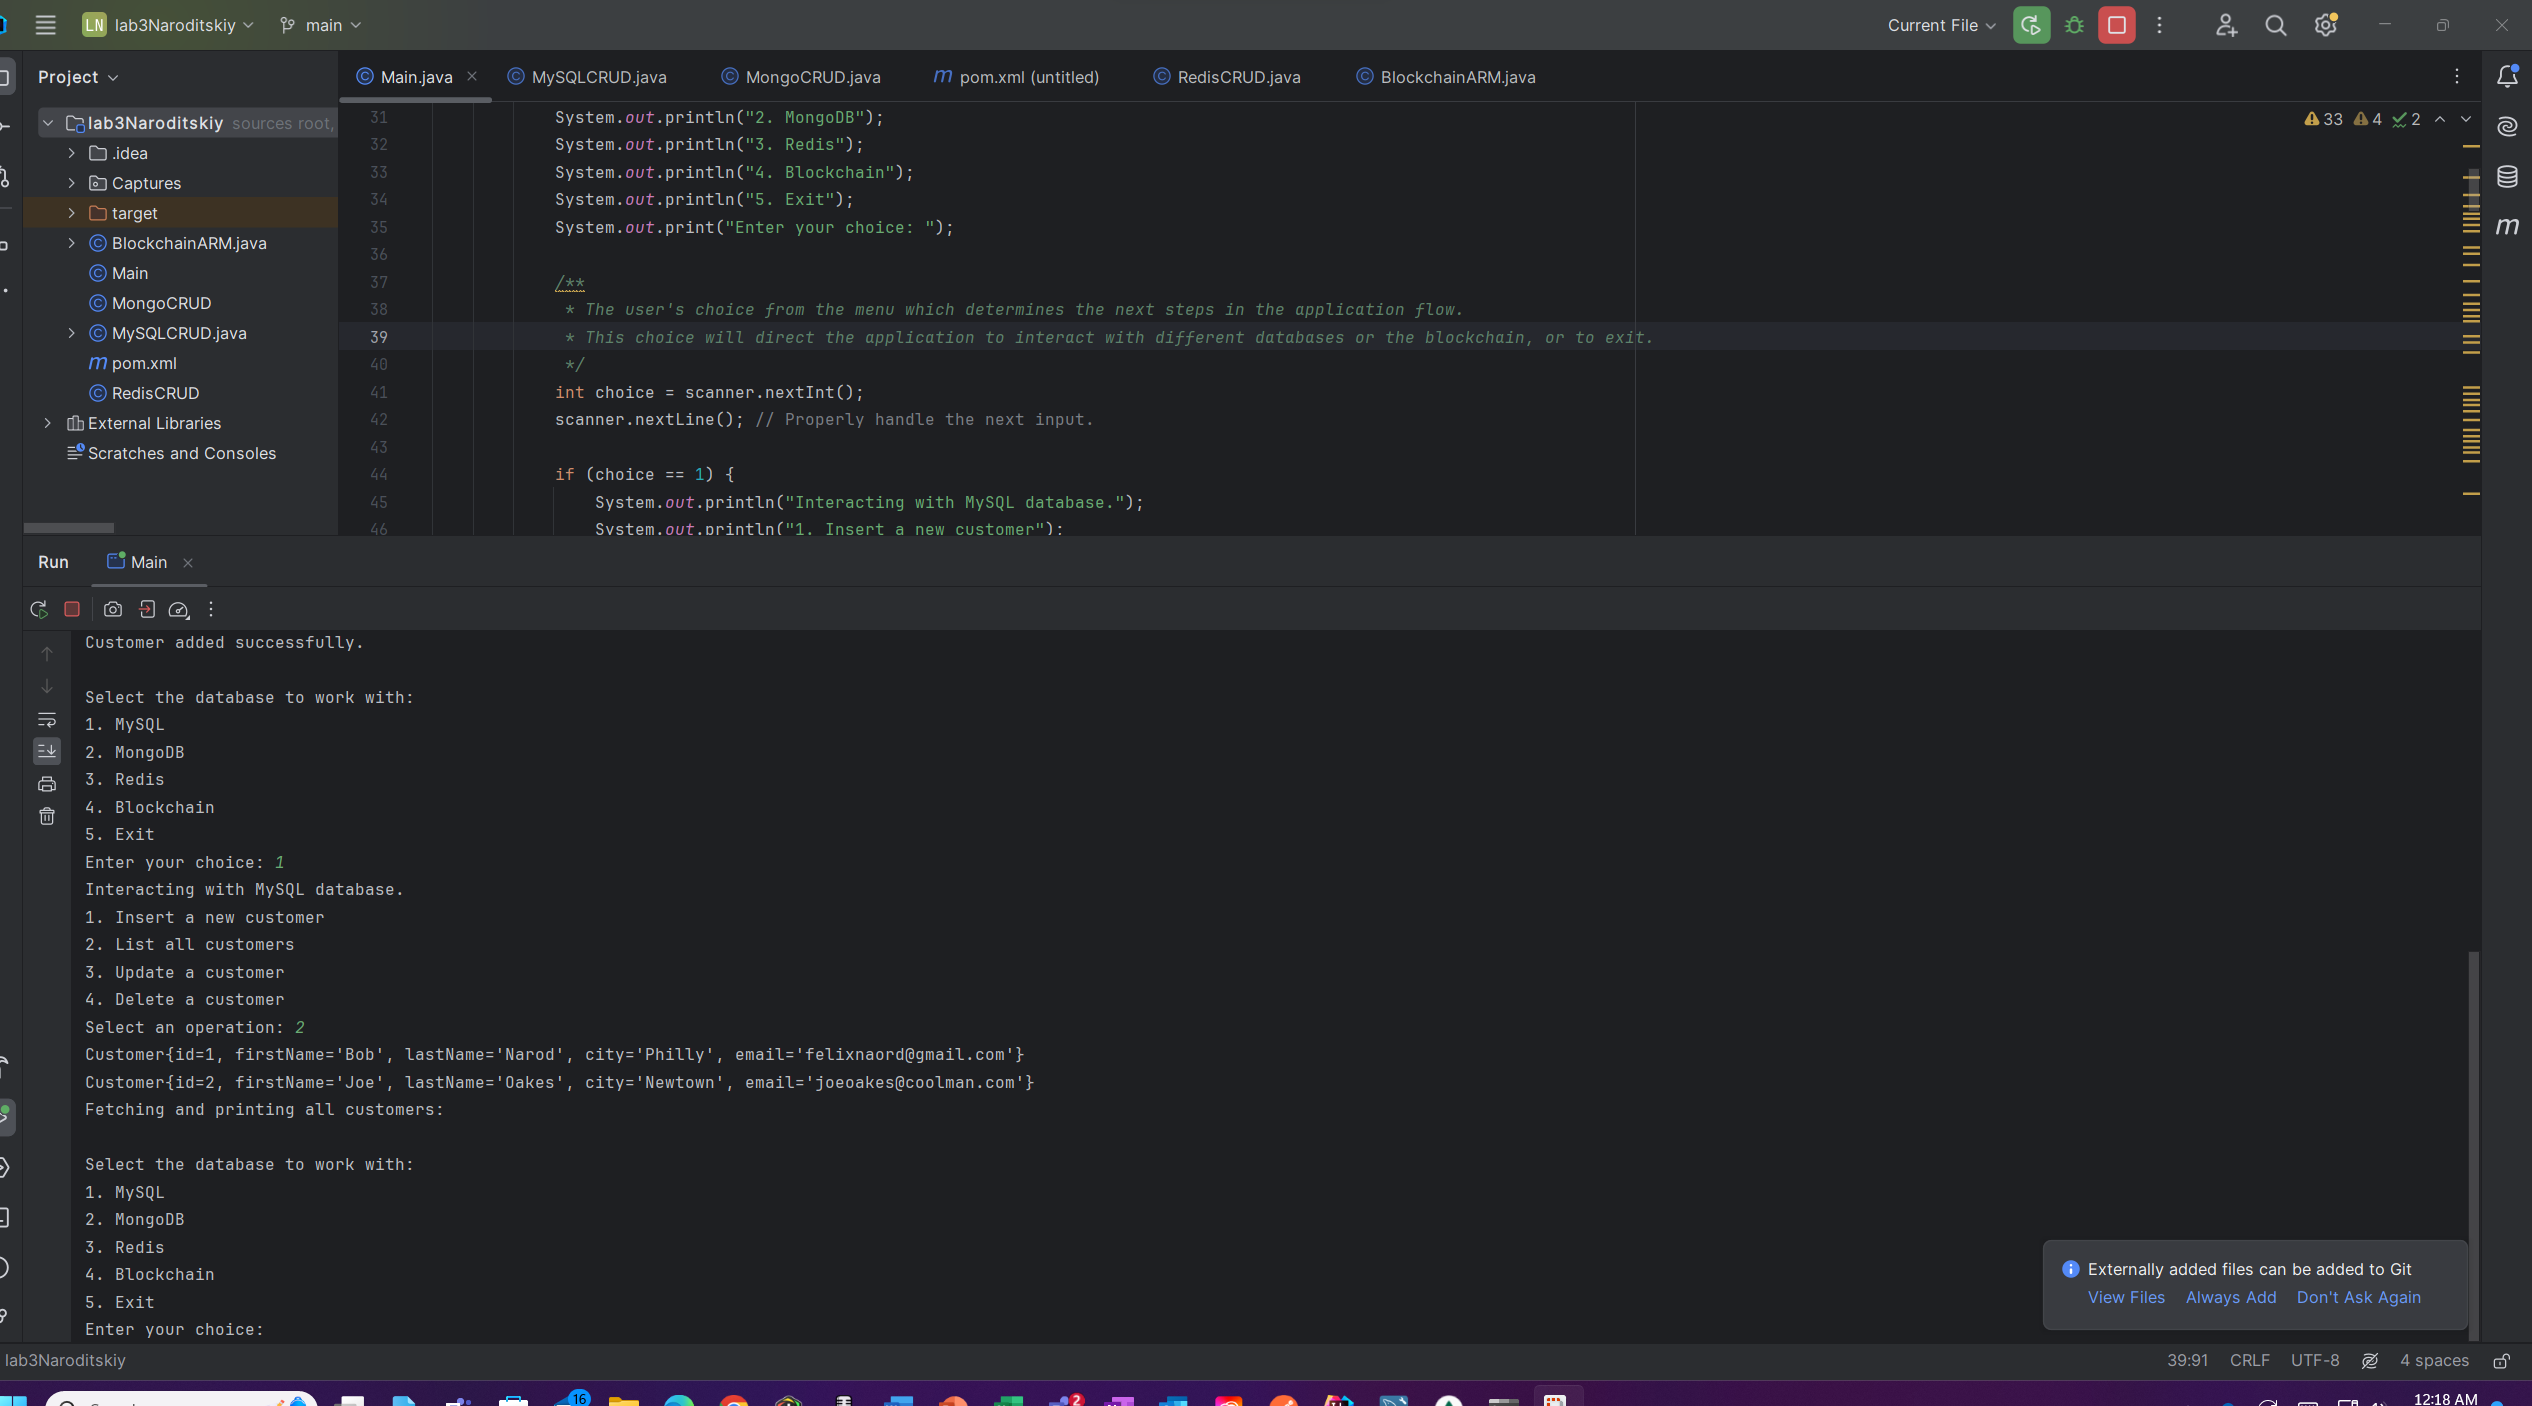 LN lab3Naroditskiy main Current File
Project
Main.java MySQLCRUD.java MongoCRUD.java m pom.xml (untitled) RedisCRUD.java BlockchainARM.java
lab3Naroditskiy sources root,
.idea
Captures
target
BlockchainARM.java
Main
MongoCRUD
MySQLCRUD.java
m pom.xml
RedisCRUD
External Libraries
Scratches and Consoles
33 4 2
31 System.out.println("2. MongoDB");
32 System.out.println("3. Redis");
33 System.out.println("4. Blockchain");
34 System.out.println("5. Exit");
35 System.out.print("Enter your choice: ");
36
37 /**
38 * The user's choice from the menu which determines the next steps in the application flow.
39 * This choice will direct the application to interact with different databases or the blockchain, or to exit.
40 */
41 int choice = scanner.nextInt();
42 scanner.nextLine(); // Properly handle the next input.
43
44 if (choice == 1) {
45 System.out.println("Interacting with MySQL database.");
46 System.out.println("1. Insert a new customer");
m
Run Main
Customer added successfully.
Select the database to work with:
1. MySQL
2. MongoDB
3. Redis
4. Blockchain
5. Exit
Enter your choice: 1
Interacting with MySQL database.
1. Insert a new customer
2. List all customers
3. Update a customer
4. Delete a customer
Select an operation: 2
Customer{id=1, firstName='Bob', lastName='Narod', city='Philly', email='felixnaord@gmail.com'}
Customer{id=2, firstName='Joe', lastName='Oakes', city='Newtown', email='joeoakes@coolman.com'}
Fetching and printing all customers:
Select the database to work with:
1. MySQL
2. MongoDB
3. Redis
4. Blockchain
5. Exit
Enter your choice:
Externally added files can be added to Git
View Files Always Add Don't Ask Again
lab3Naroditskiy 39:91 CRLF UTF-8 4 spaces
16 2 12:18 AM